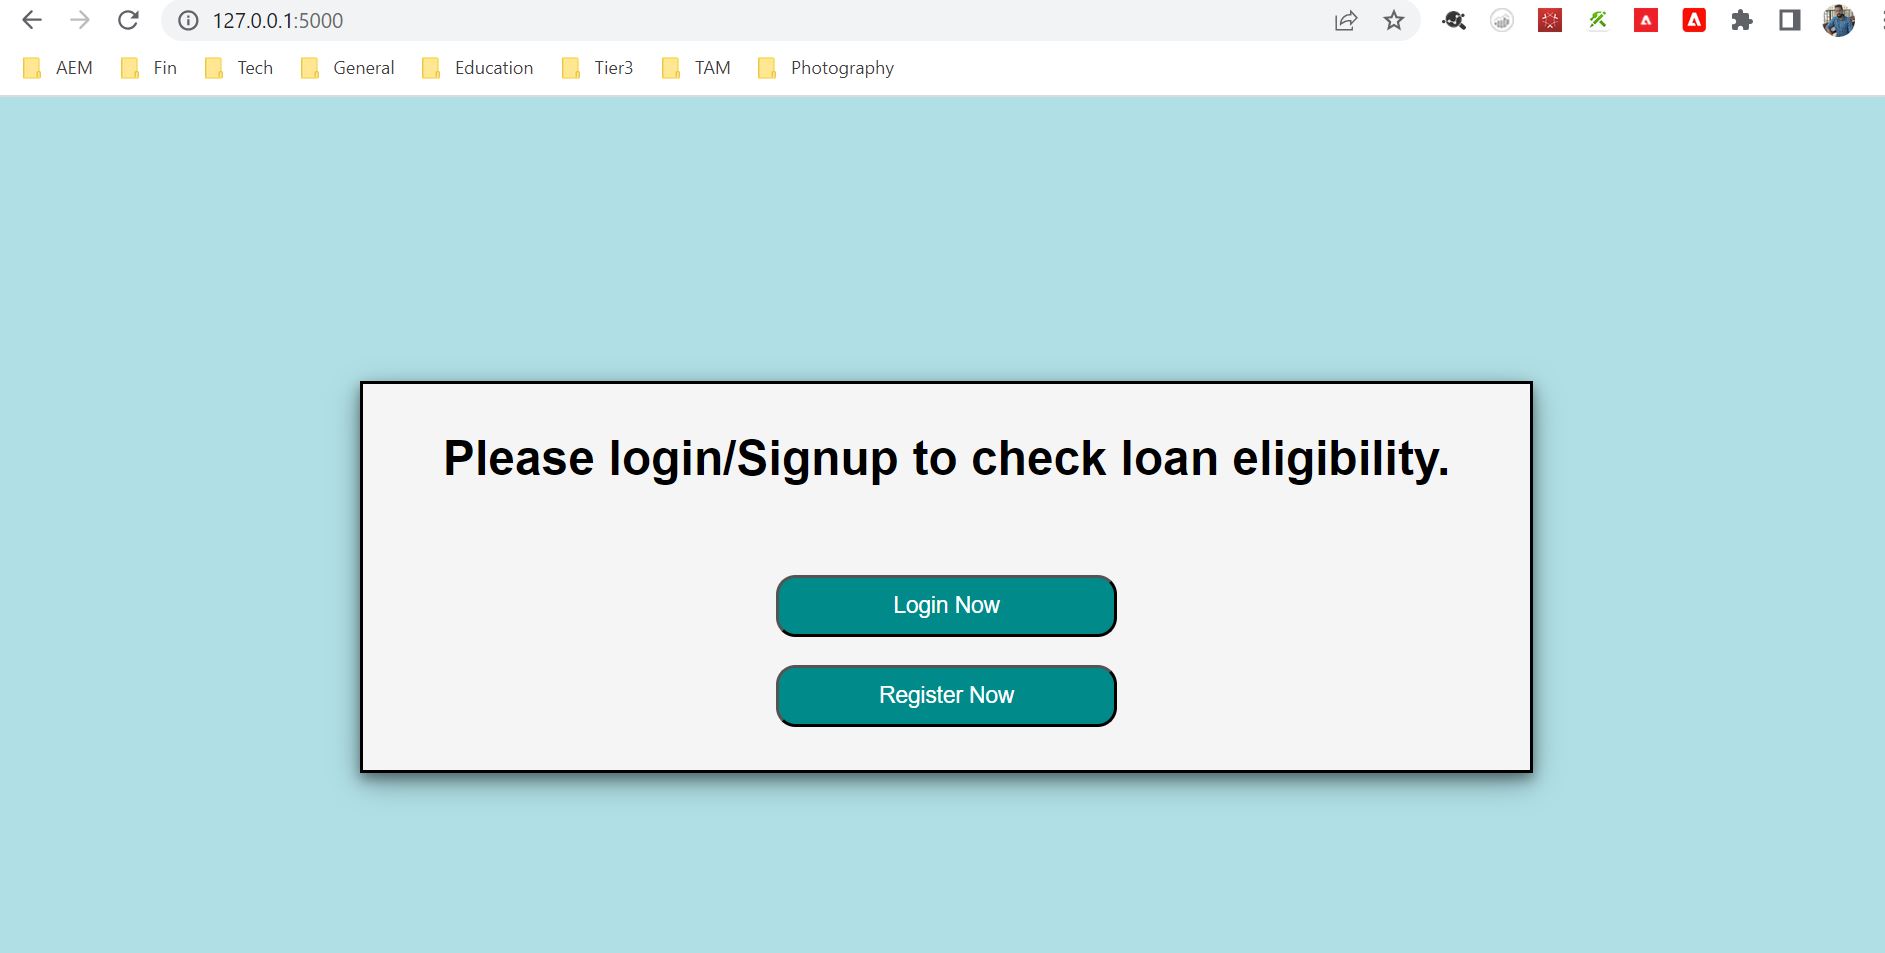 127.0.0.1:5000
AEM Fin Tech General Education Tier3 TAM Photography
Please login/Signup to check loan eligibility.
Login Now
Register Now